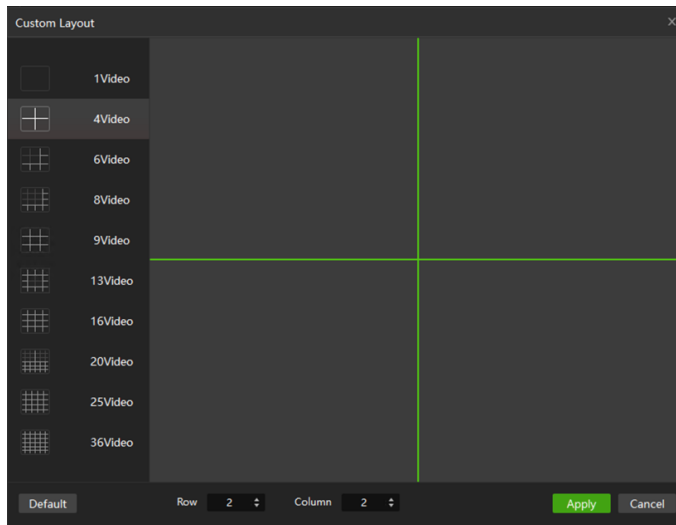 Custom Layout
1Video
4Video
6Video
8Video
9Video
13Video
16Video
20Video
25Video
36Video
Default Row 2 Column 2 Apply Cancel